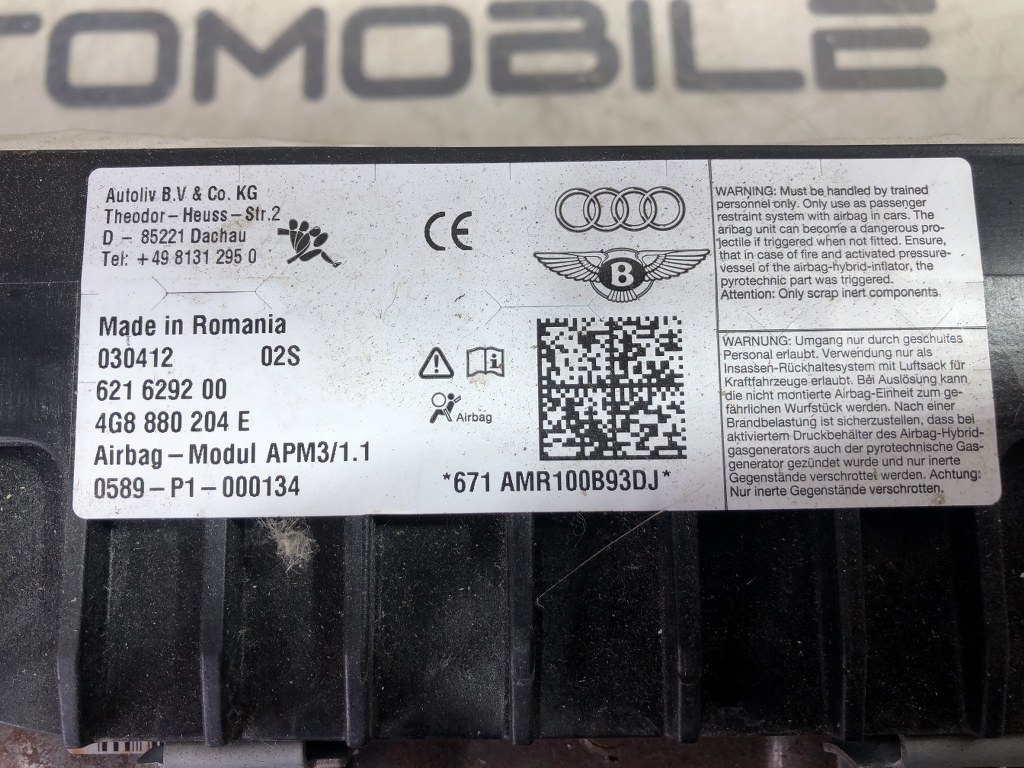 TOMOBILE
Autoliv B.V & Co. KG
Theodor-Heuss-Str.2
D - 85221 Dachau
Tel: +49 8131 295 0
CE
B
WARNING: Must be handled by trained
personnel only. Only use as passenger
restraint system with airbag in cars. The
airbag unit can become a dangerous pro-
jectile if triggered when not fitted. Ensure,
that in case of fire and activated pressure-
vessel of the airbag-hybrid-inflator, the
pyrotechnic part was triggered.
Attention: Only scrap inert components.
Made in Romania
030412 02S
621 6292 00
4G8 880 204 E
Airbag-Modul APM3/1.1
0589-P1-000134
Airbag
*671 AMR100B93DJ*
WARNUNG: Umgang nur durch geschultes
Personal erlaubt. Verwendung nur als
Insassen-Rückhaltesystem mit Luftsack für
Kraftfahrzeuge erlaubt. Bei Auslösung kann
die nicht montierte Airbag-Einheit zum ge-
fährlichen Wurfstück werden. Nach einer
Brandbelastung ist sicherzustellen, dass bei
aktiviertem Druckbehälter des Airbag-Hybrid-
gasgenerators auch der pyrotechnische Gas-
generator gezündet wurde und nur inerte
Gegenstände verschrottet werden. Achtung:
Nur inerte Gegenstände verschrotten.